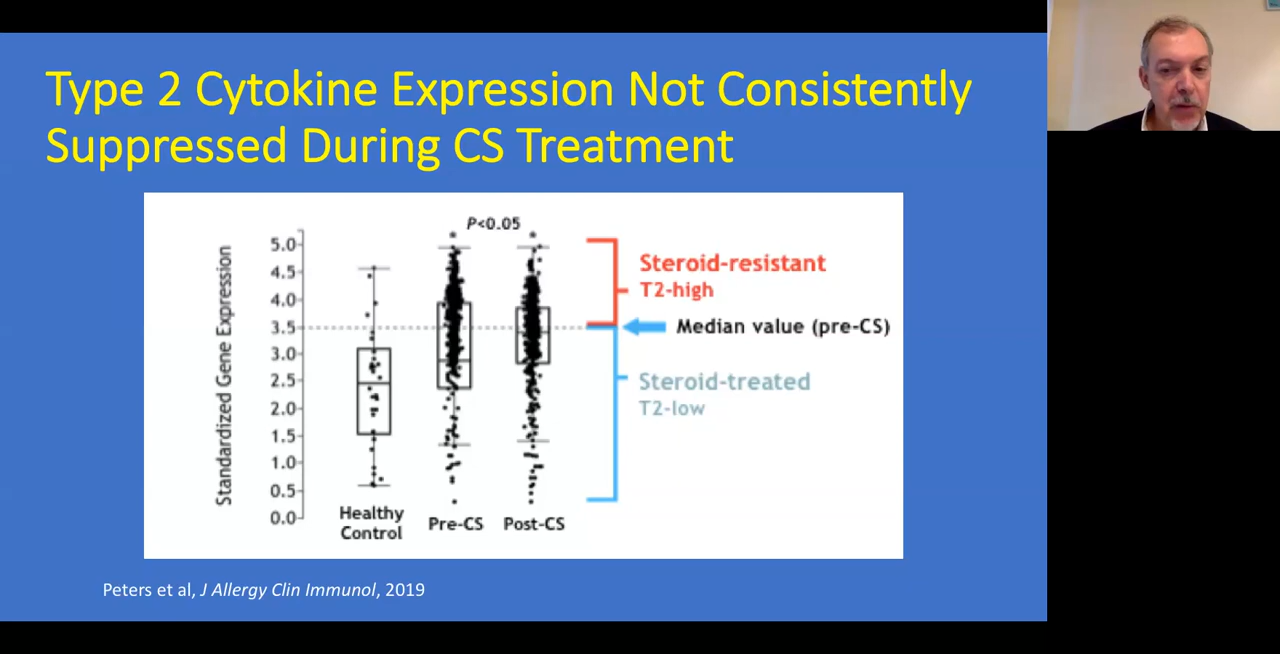 Type 2 Cytokine Expression Not Consistently
Suppressed During CS Treatment
P<0.05
* *
Standardized Gene Expression
5.0
4.5
4.0
3.5
3.0
2.5
2.0
1.5
1.0
0.5
0.0
Healthy
Control
Pre-CS
Post-CS
Steroid-resistant
T2-high
Median value (pre-CS)
Steroid-treated
T2-low
Peters et al, J Allergy Clin Immunol, 2019